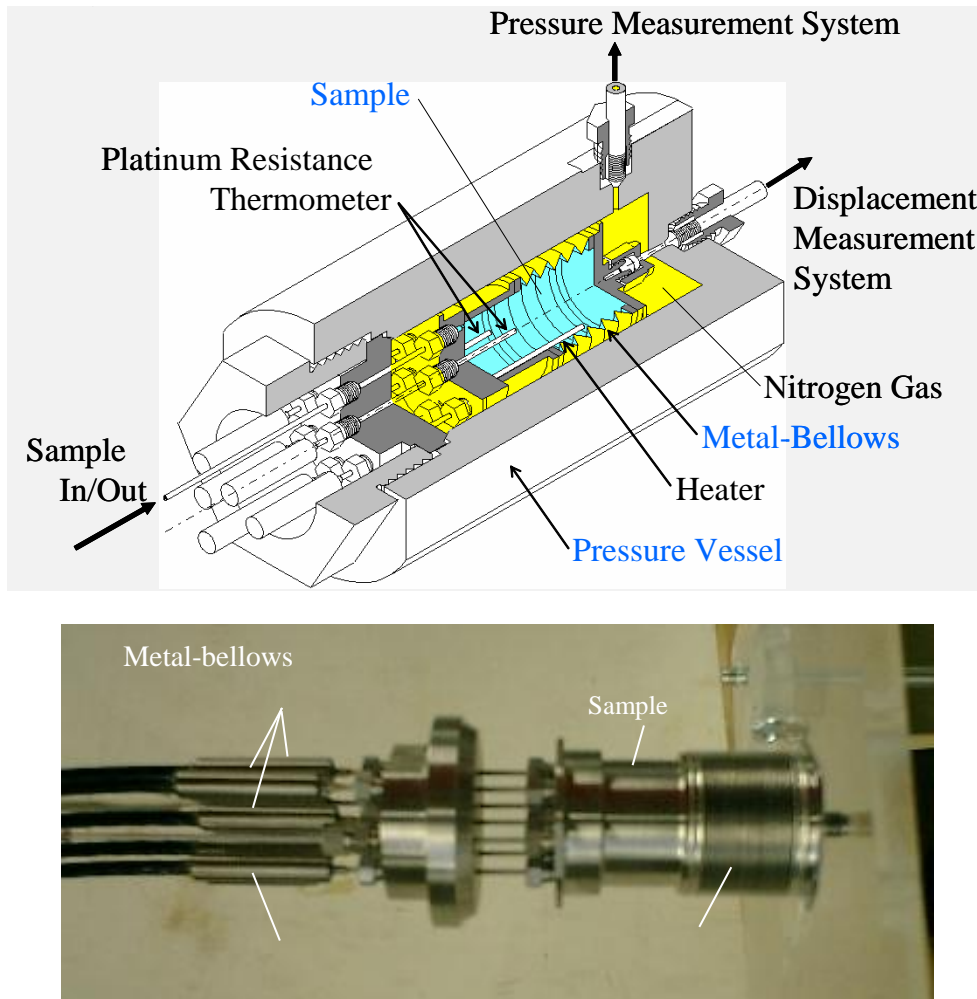 Pressure Measurement System
Sample
Platinum Resistance
Thermometer
Displacement
Measurement
System
Nitrogen Gas
Metal-Bellows
Sample
In/Out
Heater
Pressure Vessel
Metal-bellows
Sample